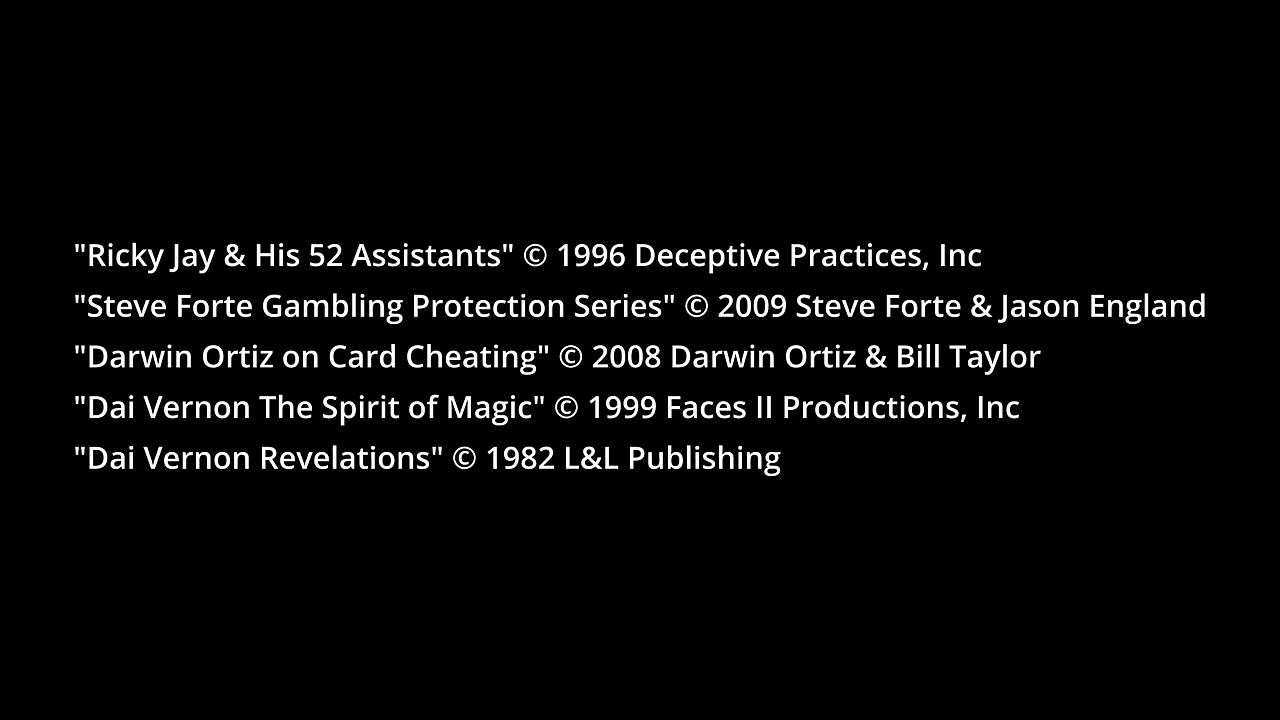 "Ricky Jay & His 52 Assistants" © 1996 Deceptive Practices, Inc
"Steve Forte Gambling Protection Series" © 2009 Steve Forte & Jason England
"Darwin Ortiz on Card Cheating" © 2008 Darwin Ortiz & Bill Taylor
"Dai Vernon The Spirit of Magic" © 1999 Faces II Productions, Inc
"Dai Vernon Revelations" © 1982 L&L Publishing